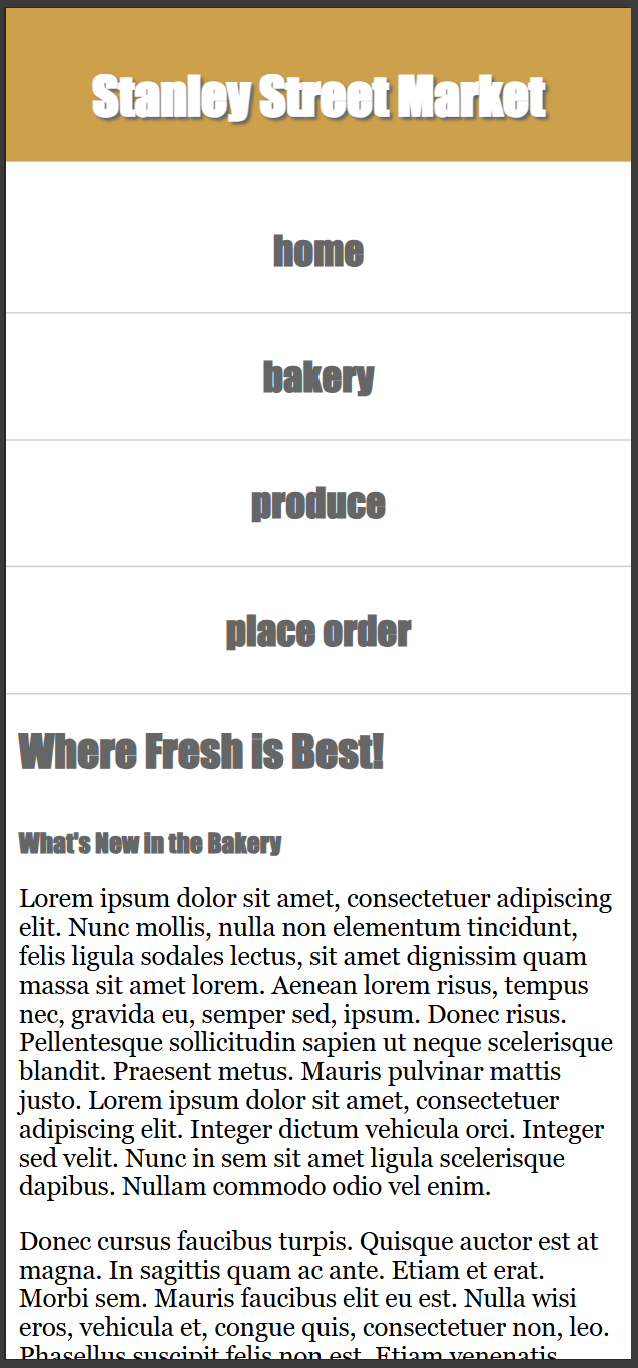 Stanley Street Market
home
bakery
produce
place order
Where Fresh is Best!
What's New in the Bakery
Lorem ipsum dolor sit amet, consectetuer adipiscing
elit. Nunc mollis, nulla non elementum tincidunt,
felis ligula sodales lectus, sit amet dignissim quam
massa sit amet lorem. Aenean lorem risus, tempus
nec, gravida eu, semper sed, ipsum. Donec risus.
Pellentesque sollicitudin sapien ut neque scelerisque
blandit. Praesent metus. Mauris pulvinar mattis
justo. Lorem ipsum dolor sit amet, consectetuer
adipiscing elit. Integer dictum vehicula orci. Integer
sed velit. Nunc in sem sit amet ligula scelerisque
dapibus. Nullam commodo odio vel enim.
Donec cursus faucibus turpis. Quisque auctor est at
magna. In sagittis quam ac ante. Etiam et erat.
Morbi sem. Mauris faucibus elit eu est. Nulla wisi
eros, vehicula et, congue quis, consectetuer non, leo.
Phasellus suscipit felis non est. Etiam venenatis